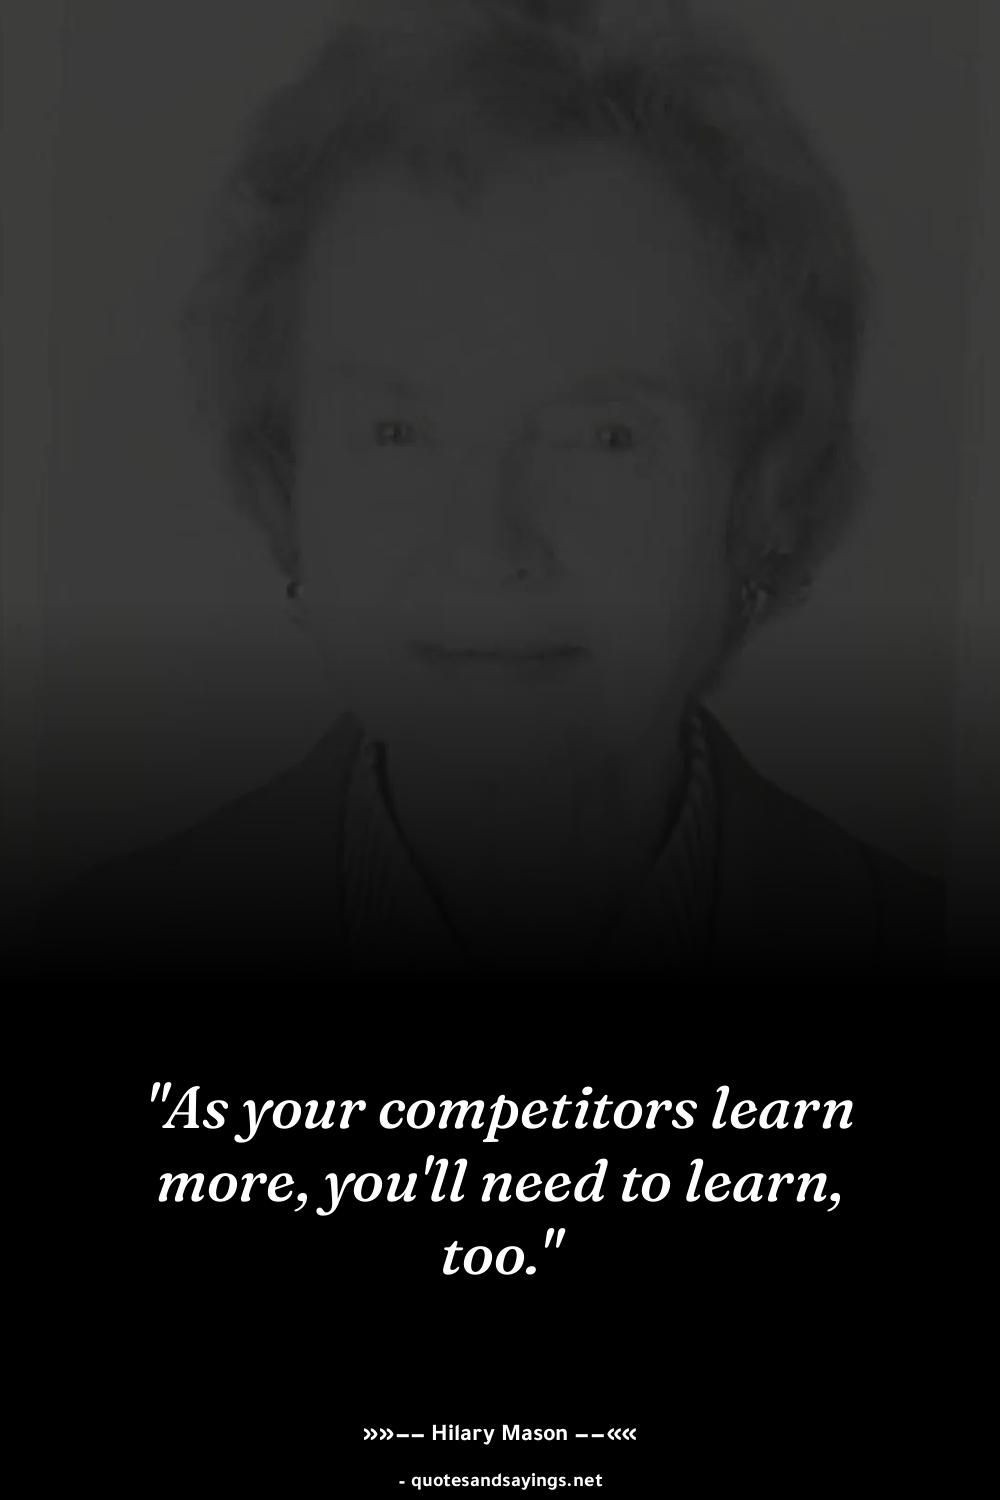 "As your competitors learn
more, you'll need to learn,
too."
»»−− Hilary Mason −−««
- quotesandsayings.net